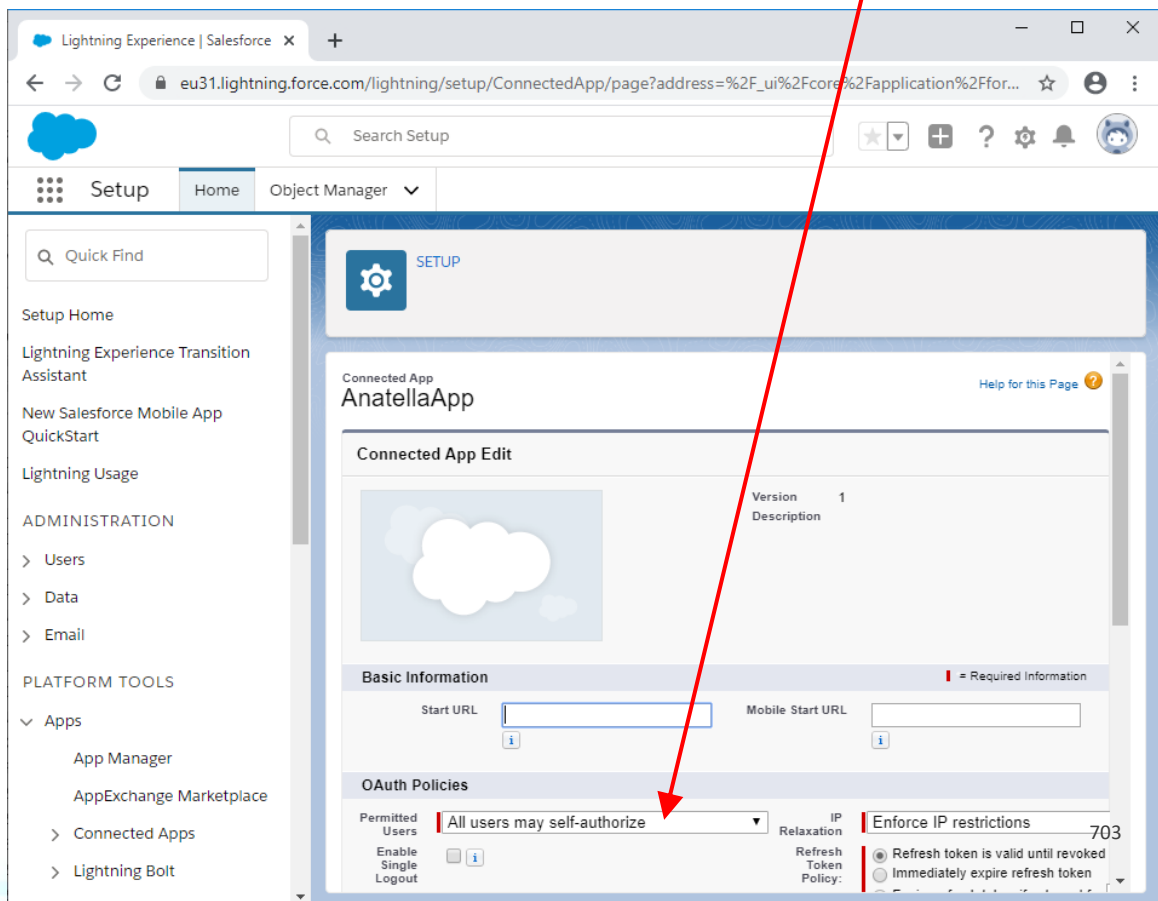 Lightning Experience | Salesforce
eu31.lightning.force.com/lightning/setup/ConnectedApp/page?address=%2F_ui%2Fcore%2Fapplication%2Ffor...
Search Setup
Setup
Home
Object Manager
Quick Find
Setup Home
Lightning Experience Transition
Assistant
New Salesforce Mobile App
QuickStart
Lightning Usage
ADMINISTRATION
Users
Data
Email
PLATFORM TOOLS
Apps
App Manager
AppExchange Marketplace
Connected Apps
Lightning Bolt
SETUP
Connected App
AnatellaApp
Help for this Page
Connected App Edit
Version 1
Description
Basic Information
= Required Information
Start URL
Mobile Start URL
OAuth Policies
Permitted
Users
All users may self-authorize
IP
Relaxation
Enforce IP restrictions
703
Enable
Single
Logout
Refresh
Token
Policy:
Refresh token is valid until revoked
Immediately expire refresh token